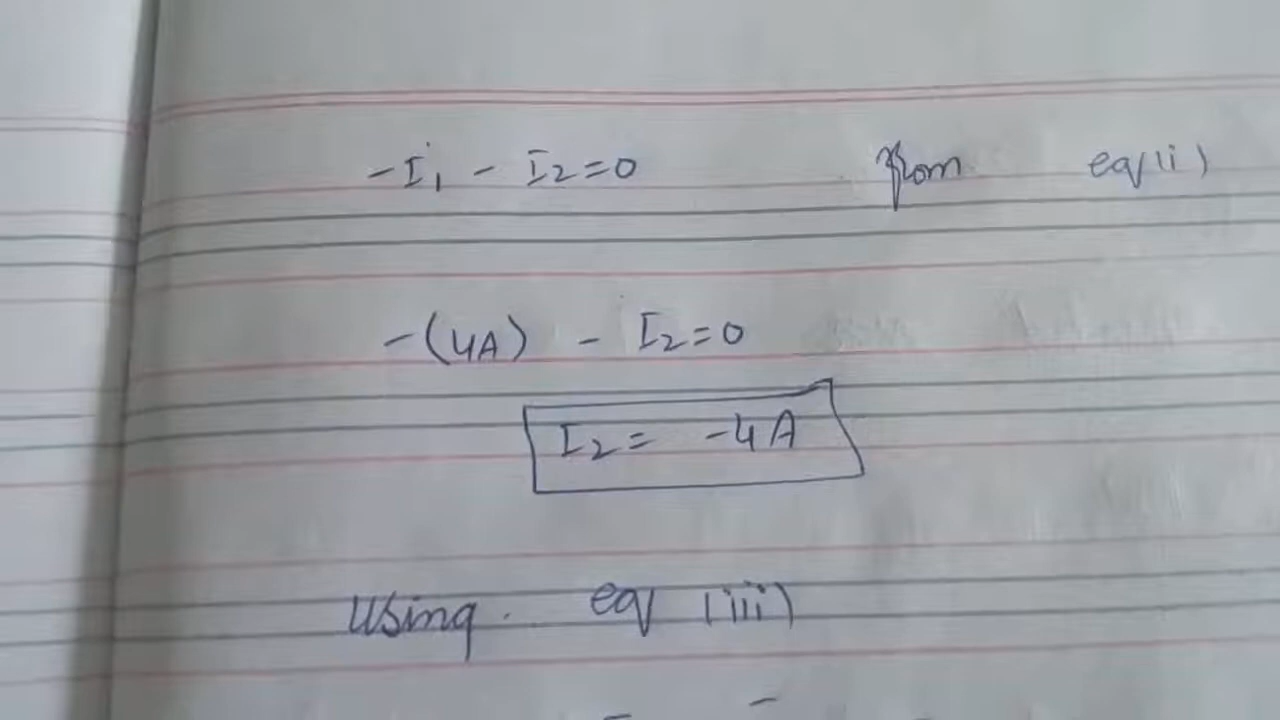 -I₁ - I₂=0 from eq(i)
-(4A) - I₂=0
I₂= -4A
Using. eq (iii)